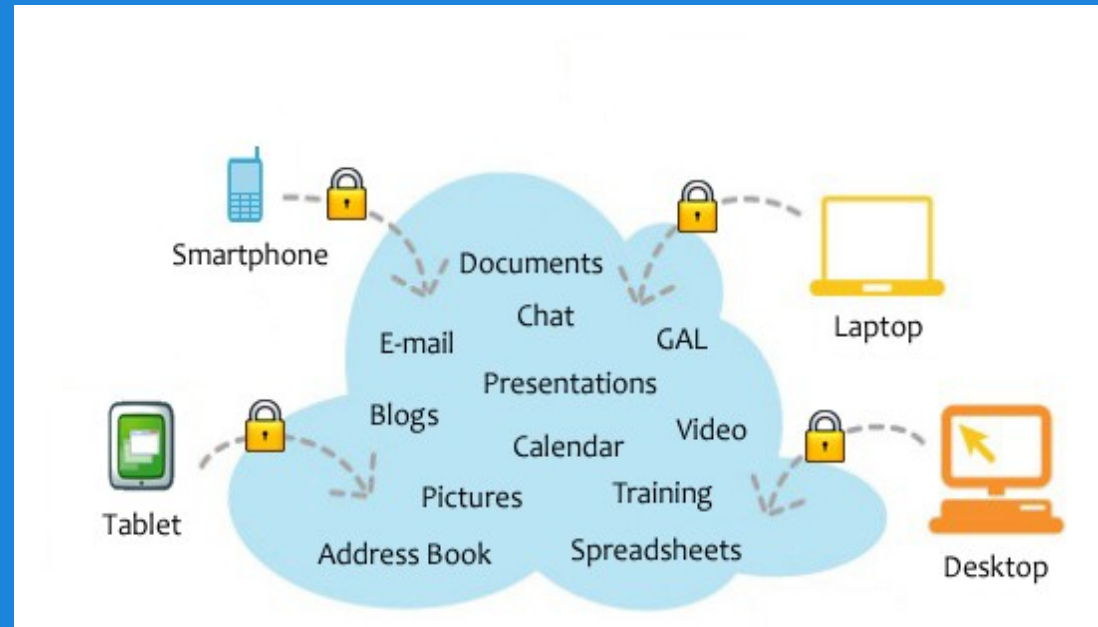 Smartphone
Documents
Chat
E-mail
GAL
Laptop
Presentations
Blogs
Video
Calendar
Pictures
Training
Tablet
Address Book
Spreadsheets
Desktop